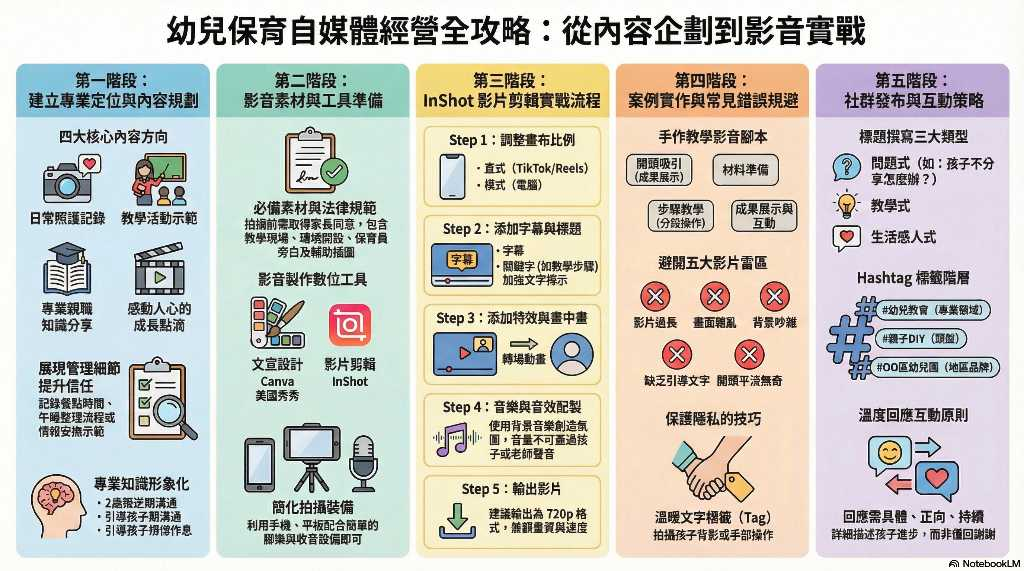 幼兒保育自媒體經營全攻略：從內容企劃到影音實戰
第一階段：
建立專業定位與內容規劃
四大核心內容方向
日常照護記錄
教學活動示範
專業親職
知識分享
感動人心的
成長點滴
展現管理細節
提升信任
記錄餐點時間、
午睡整理流程或
情報安撫示範
專業知識形象化
• 2歲叛逆期溝通
• 引導孩子期溝通
• 引導孩子規律作息
第二階段：
影音素材與工具準備
必備素材與法律規範
拍攝前需取得家長同意，包含
教學現場、環境開設、保育員
旁白及輔助插圖
影音製作數位工具
文宣設計
Canva
美國秀秀
影片剪輯
InShot
簡化拍攝裝備
利用手機、平板配合簡單的
腳架與收音設備即可
第三階段：
InShot 影片剪輯實戰流程
Step 1：調整畫布比例
• 直式（TikTok/Reels）
• 模式（電腦）
Step 2：添加字幕與標題
字幕
• 字幕
• 關鍵字（如教學步驟）
加強文字提示
Step 3：添加特效與畫中畫
轉場動畫
Step 4：音樂與音效配製
使用背景音樂創造氛
圍，音量不可蓋過孩
子或老師聲音
Step 5：輸出影片
建議輸出為 720p 格
式，兼顧畫質與速度
第四階段：
案例實作與常見錯誤規避
手作教學影音腳本
開頭吸引
（成果展示）
材料準備
步驟教學
（分段操作）
成果展示與
互動
避開五大影片雷區
影片過長
畫面雜亂
背景吵雜
缺乏引導文字
開頭平淡無奇
保護隱私的技巧
溫暖文字標籤（Tag）
拍攝孩子背影或手部操作
第五階段：
社群發布與互動策略
標題撰寫三大類型
問題式（如：孩子不分
享怎麼辦？）
教學式
生活感人式
Hashtag 標籤階層
#幼兒教會（專業領域）
#親子DIY
#OO區幼兒園（地區品牌）
溫度回應互動原則
回應需具體、正向、持續
詳細描述孩子進步，而非僅回謝謝
NotebookLM